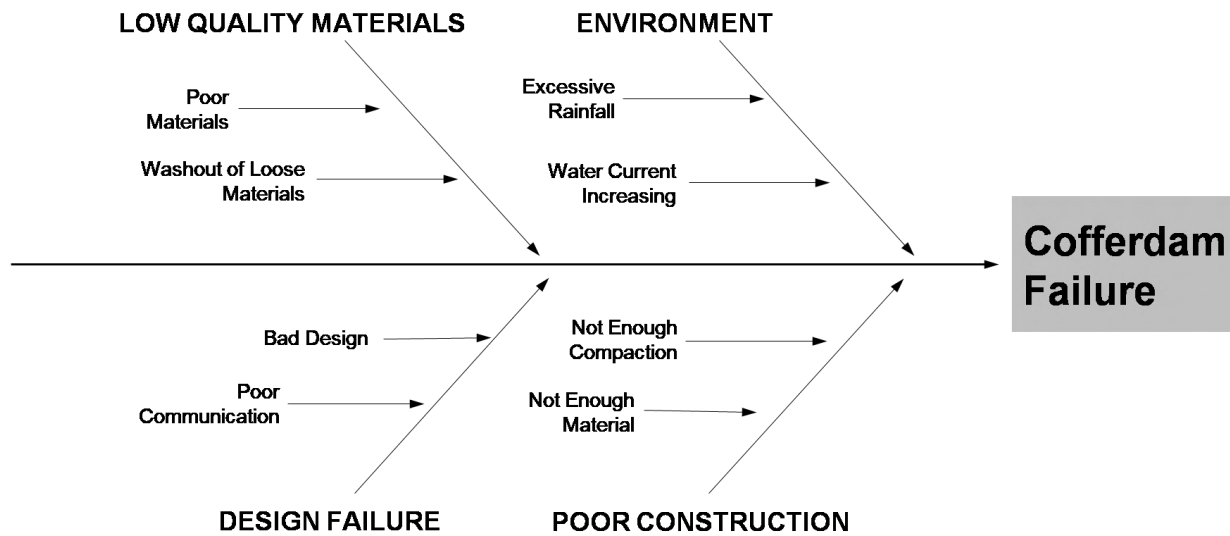 LOW QUALITY MATERIALS
ENVIRONMENT
Poor
Materials
Excessive
Rainfall
Washout of Loose
Materials
Water Current
Increasing
Cofferdam
Failure
Bad Design
Not Enough
Compaction
Poor
Communication
Not Enough
Material
DESIGN FAILURE
POOR CONSTRUCTION